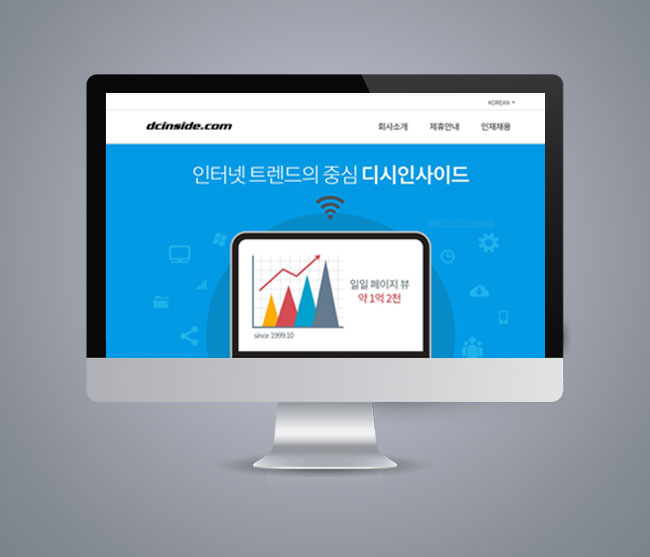 KOREAN ▼
dcinside.com
회사소개 제휴안내 인재채용
인터넷 트렌드의 중심 디시인사이드
일일 페이지 뷰
약 1억 2천
since 1999.10